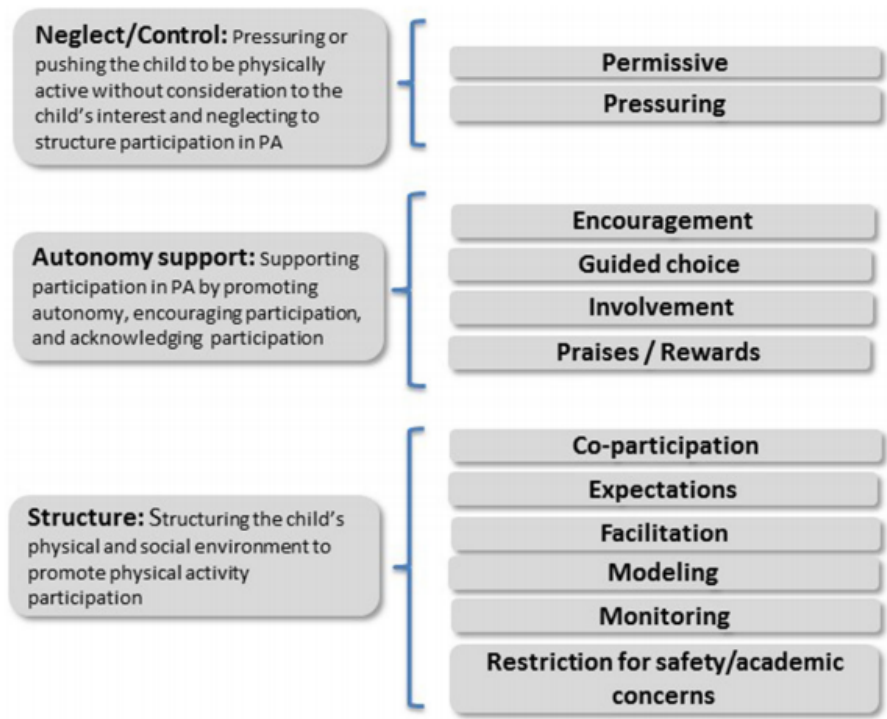 Neglect/Control: Pressuring or
pushing the child to be physically
active without consideration to the
child's interest and neglecting to
structure participation in PA
Permissive
Pressuring
Autonomy support: Supporting
participation in PA by promoting
autonomy, encouraging participation,
and acknowledging participation
Encouragement
Guided choice
Involvement
Praises / Rewards
Structure: Structuring the child's
physical and social environment to
promote physical activity
participation
Co-participation
Expectations
Facilitation
Modeling
Monitoring
Restriction for safety/academic
concerns